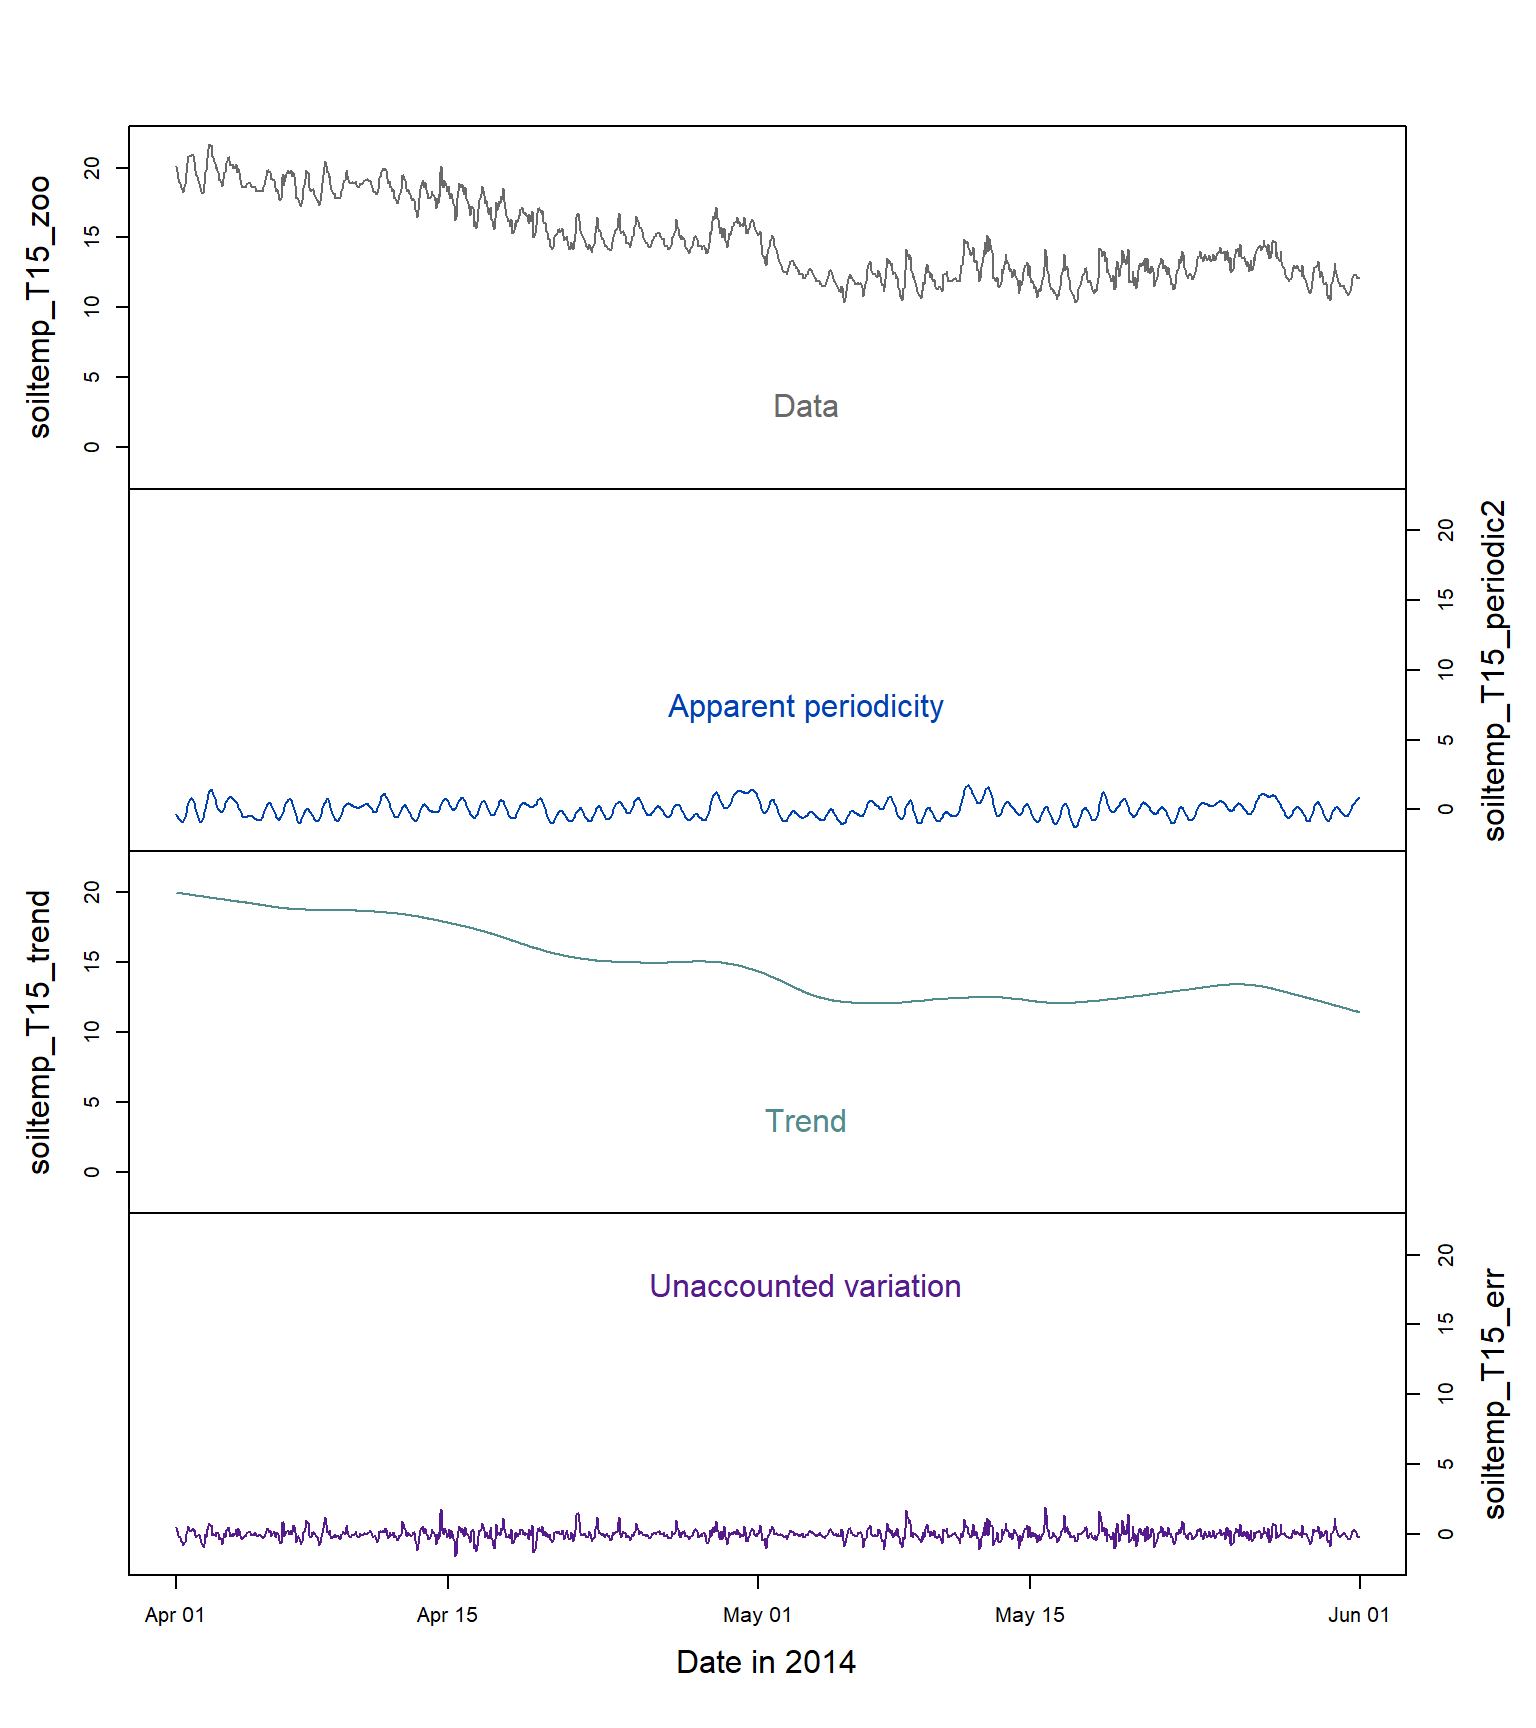 soiltemp_T15_zoo
20
15
10
5
0
Data
soiltemp_T15_periodic2
20
15
10
5
0
Apparent periodicity
soiltemp_T15_trend
20
15
10
5
0
Trend
soiltemp_T15_err
20
15
10
5
0
Unaccounted variation
Apr 01 Apr 15 May 01 May 15 Jun 01
Date in 2014